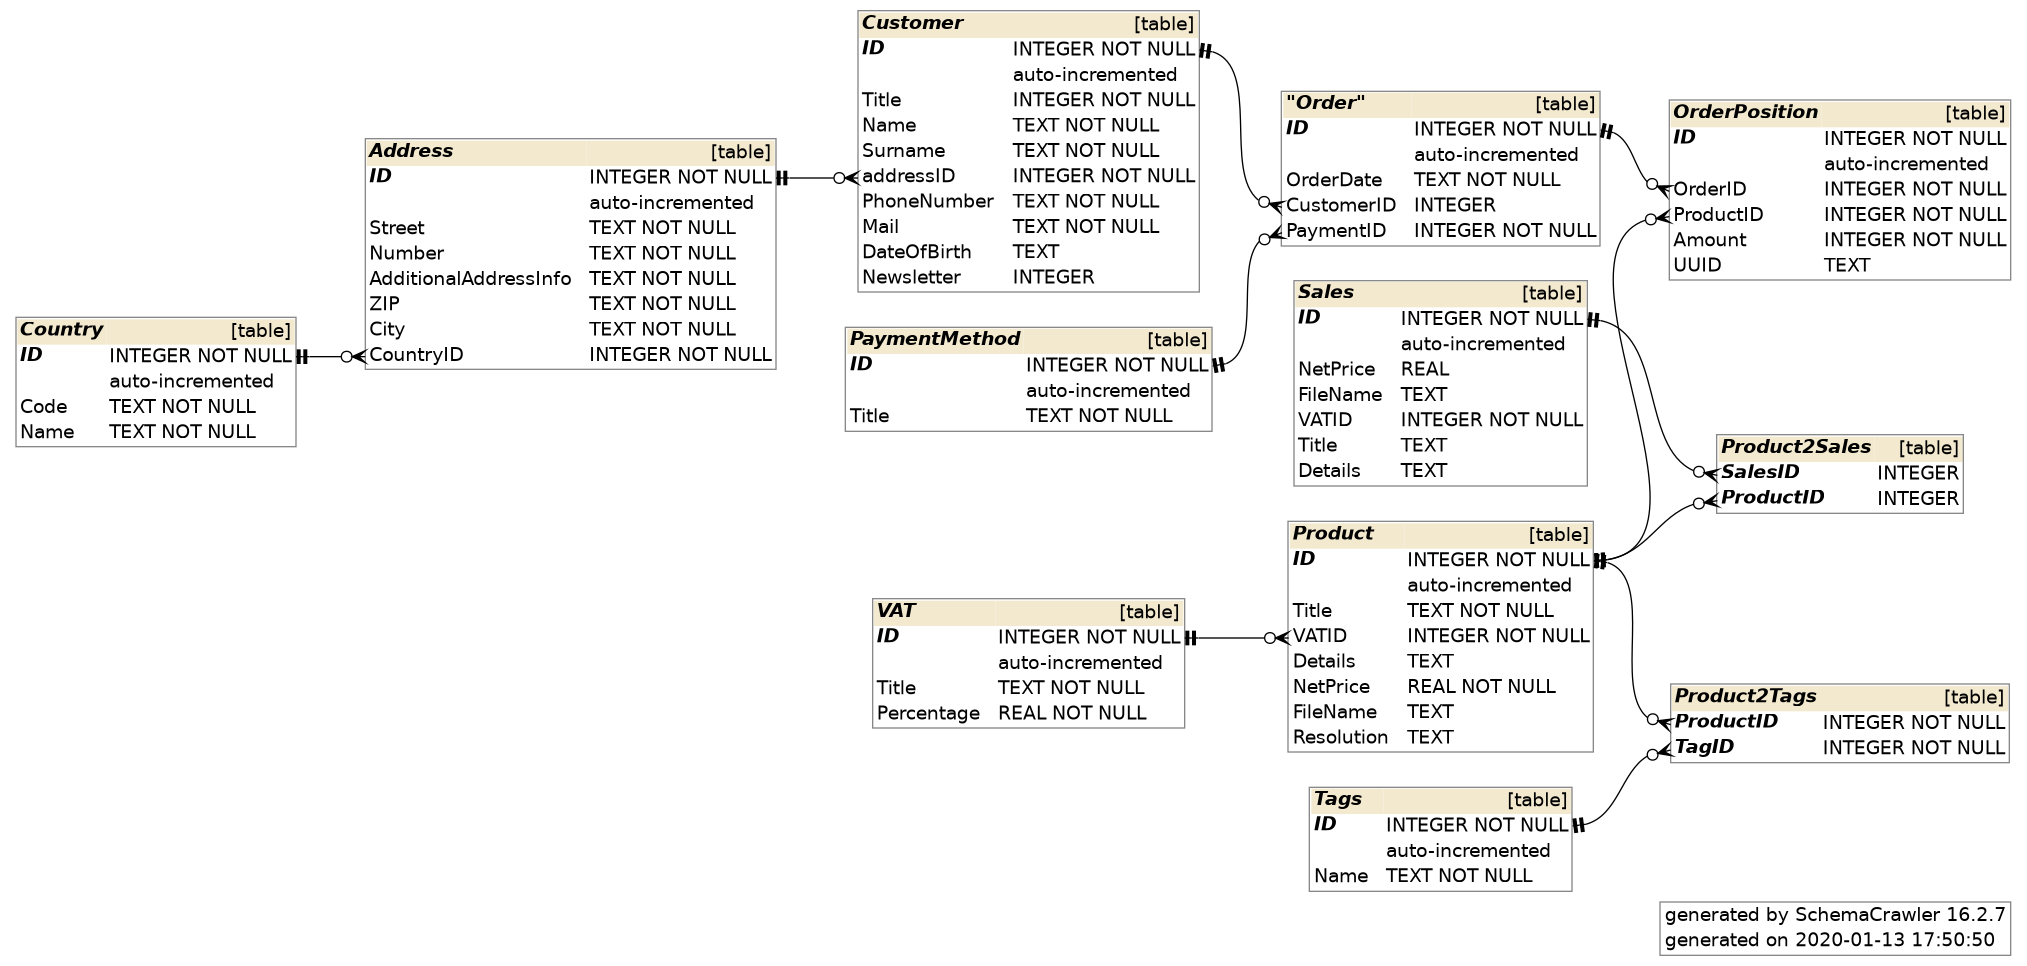 Customer [table]
ID INTEGER NOT NULL
auto-incremented
Title INTEGER NOT NULL
Name TEXT NOT NULL
Surname TEXT NOT NULL
addressID INTEGER NOT NULL
PhoneNumber TEXT NOT NULL
Mail TEXT NOT NULL
DateOfBirth TEXT
Newsletter INTEGER
"Order" [table]
ID INTEGER NOT NULL
auto-incremented
OrderDate TEXT NOT NULL
CustomerID INTEGER
PaymentID INTEGER NOT NULL
OrderPosition [table]
ID INTEGER NOT NULL
auto-incremented
OrderID INTEGER NOT NULL
ProductID INTEGER NOT NULL
Amount INTEGER NOT NULL
UUID TEXT
Address [table]
ID INTEGER NOT NULL
auto-incremented
Street TEXT NOT NULL
Number TEXT NOT NULL
AdditionalAddressInfo TEXT NOT NULL
ZIP TEXT NOT NULL
City TEXT NOT NULL
CountryID INTEGER NOT NULL
Sales [table]
ID INTEGER NOT NULL
auto-incremented
NetPrice REAL
FileName TEXT
VATID INTEGER NOT NULL
Title TEXT
Details TEXT
Country [table]
ID INTEGER NOT NULL
auto-incremented
Code TEXT NOT NULL
Name TEXT NOT NULL
PaymentMethod [table]
ID INTEGER NOT NULL
auto-incremented
Title TEXT NOT NULL
Product2Sales [table]
SalesID INTEGER
ProductID INTEGER
Product [table]
ID INTEGER NOT NULL
auto-incremented
Title TEXT NOT NULL
VATID INTEGER NOT NULL
Details TEXT
NetPrice REAL NOT NULL
FileName TEXT
Resolution TEXT
VAT [table]
ID INTEGER NOT NULL
auto-incremented
Title TEXT NOT NULL
Percentage REAL NOT NULL
Product2Tags [table]
ProductID INTEGER NOT NULL
TagID INTEGER NOT NULL
Tags [table]
ID INTEGER NOT NULL
auto-incremented
Name TEXT NOT NULL
generated by SchemaCrawler 16.2.7
generated on 2020-01-13 17:50:50